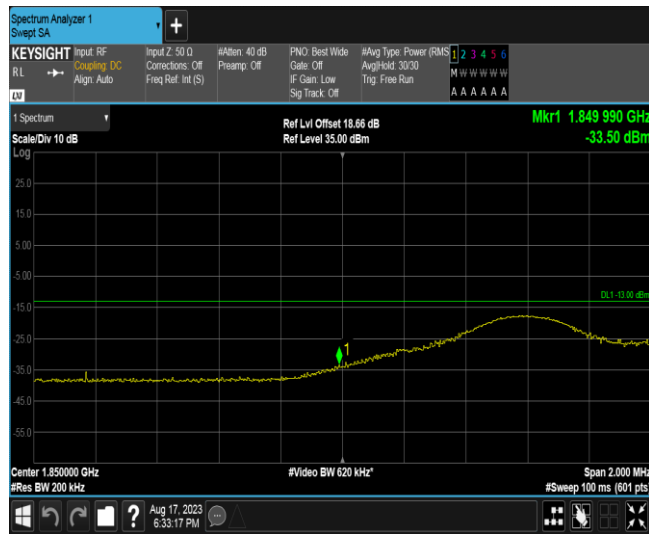 Spectrum Analyzer 1
Swept SA
+
KEYSIGHT
RL
LXI
Input: RF
Coupling: DC
Align: Auto
Input Z: 50 Ω
Corrections: Off
Freq Ref: Int (S)
#Atten: 40 dB
Preamp: Off
PNO: Best Wide
Gate: Off
IF Gain: Low
Sig Track: Off
#Avg Type: Power (RMS
Avg|Hold: 30/30
Trig: Free Run
1 2 3 4 5 6
M W W W W W
A A A A A A
1 Spectrum
Scale/Div 10 dB
Log
Ref Lvl Offset 18.66 dB
Ref Level 35.00 dBm
Mkr1 1.849 990 GHz
-33.50 dBm
25.0
15.0
5.00
-5.00
-15.0
-25.0
-35.0
-45.0
-55.0
DL1 -13.00 dBm
1
Center 1.850000 GHz
#Res BW 200 kHz
#Video BW 620 kHz*
Span 2.000 MHz
#Sweep 100 ms (601 pts
?
Aug 17, 2023
6:33:17 PM